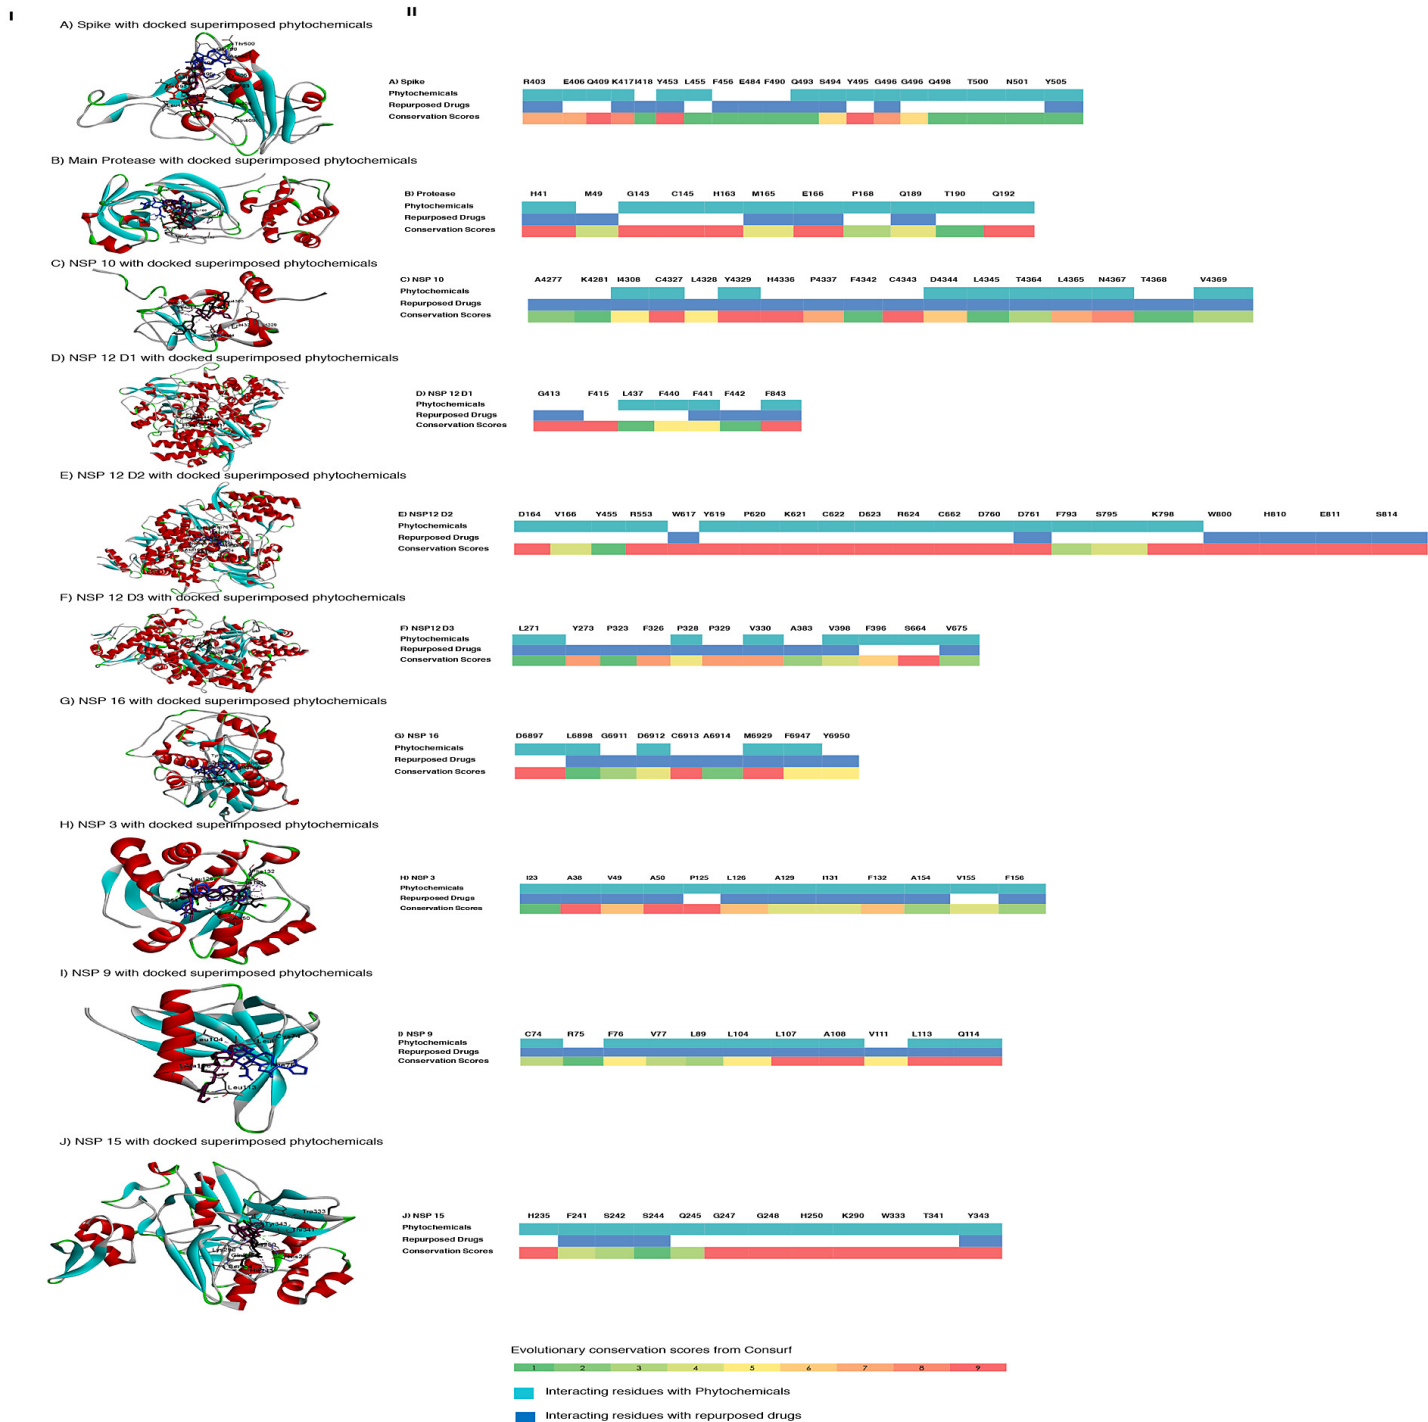 I
II
A) Spike with docked superimposed phytochemicals
B) Main Protease with docked superimposed phytochemicals
C) NSP 10 with docked superimposed phytochemicals
D) NSP 12 D1 with docked superimposed phytochemicals
E) NSP 12 D2 with docked superimposed phytochemicals
F) NSP 12 D3 with docked superimposed phytochemicals
G) NSP 16 with docked superimposed phytochemicals
H) NSP 3 with docked superimposed phytochemicals
I) NSP 9 with docked superimposed phytochemicals
Leu104
Leu113
J) NSP 15 with docked superimposed phytochemicals
Trp333
A) Spike R403 E406 Q409 K417 I418 Y453 L455 F456 E484 F490 Q493 S494 Y495 G496 G496 Q498 T500 N501 Y505
Phytochemicals
Repurposed Drugs
Conservation Scores
B) Protease H41 M49 G143 C145 H163 M165 E166 P168 Q189 T190 Q192
Phytochemicals
Repurposed Drugs
Conservation Scores
C) NSP 10 A4277 K4281 I4308 C4327 L4328 Y4329 H4336 P4337 F4342 C4343 D4344 L4345 T4364 L4365 N4367 T4368 V4369
Phytochemicals
Repurposed Drugs
Conservation Scores
D) NSP 12 D1 G413 F415 L437 F440 F441 F442 F843
Phytochemicals
Repurposed Drugs
Conservation Scores
E) NSP12 D2 D164 V166 Y455 R553 W617 Y619 P620 K621 C622 D623 R624 C662 D760 D761 F793 S795 K798 W800 H810 E811 S814
Phytochemicals
Repurposed Drugs
Conservation Scores
F) NSP12 D3 L271 Y273 P323 F326 P328 P329 V330 A383 V398 F396 S664 V675
Phytochemicals
Repurposed Drugs
Conservation Scores
G) NSP 16 D6897 L6898 G6911 D6912 C6913 A6914 M6929 F6947 Y6950
Phytochemicals
Repurposed Drugs
Conservation Scores
H) NSP 3 I23 A38 V49 A50 P125 L126 A129 I131 F132 A154 V155 F156
Phytochemicals
Repurposed Drugs
Conservation Scores
I) NSP 9 C74 R75 F76 V77 L89 L104 L107 A108 V111 L113 Q114
Phytochemicals
Repurposed Drugs
Conservation Scores
J) NSP 15 H235 F241 S242 S244 Q245 G247 G248 H250 K290 W333 T341 Y343
Phytochemicals
Repurposed Drugs
Conservation Scores
Evolutionary conservation scores from Consurf
1 2 3 4 5 6 7 8 9
Interacting residues with Phytochemicals
Interacting residues with repurposed drugs